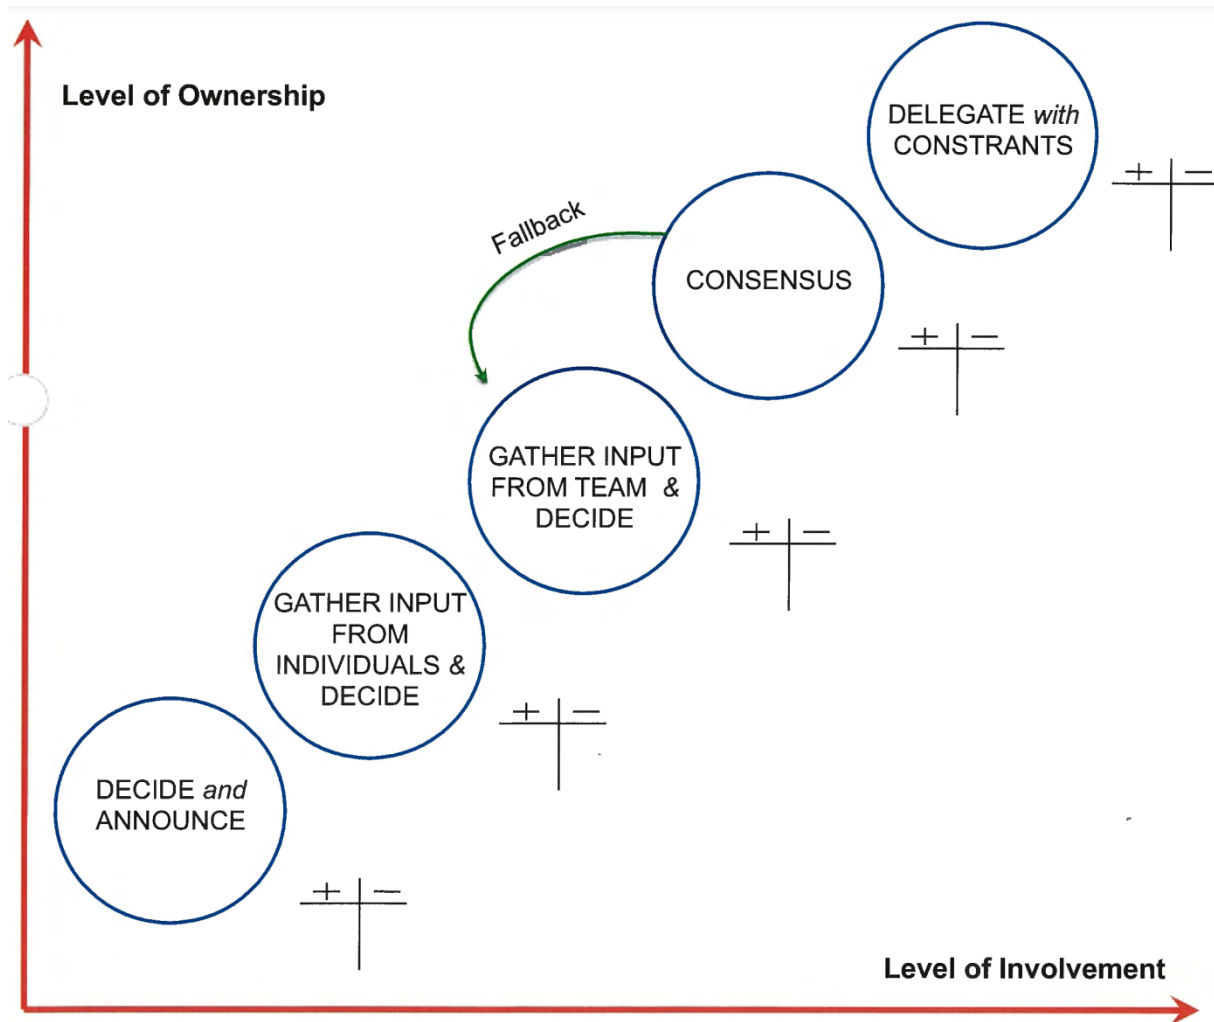 Level of Ownership
DELEGATE with
CONSTRANTS
+ −
Fallback
CONSENSUS
+ −
GATHER INPUT
FROM TEAM &
DECIDE
+ −
GATHER INPUT
FROM
INDIVIDUALS &
DECIDE
+ −
DECIDE and
ANNOUNCE
+ −
Level of Involvement